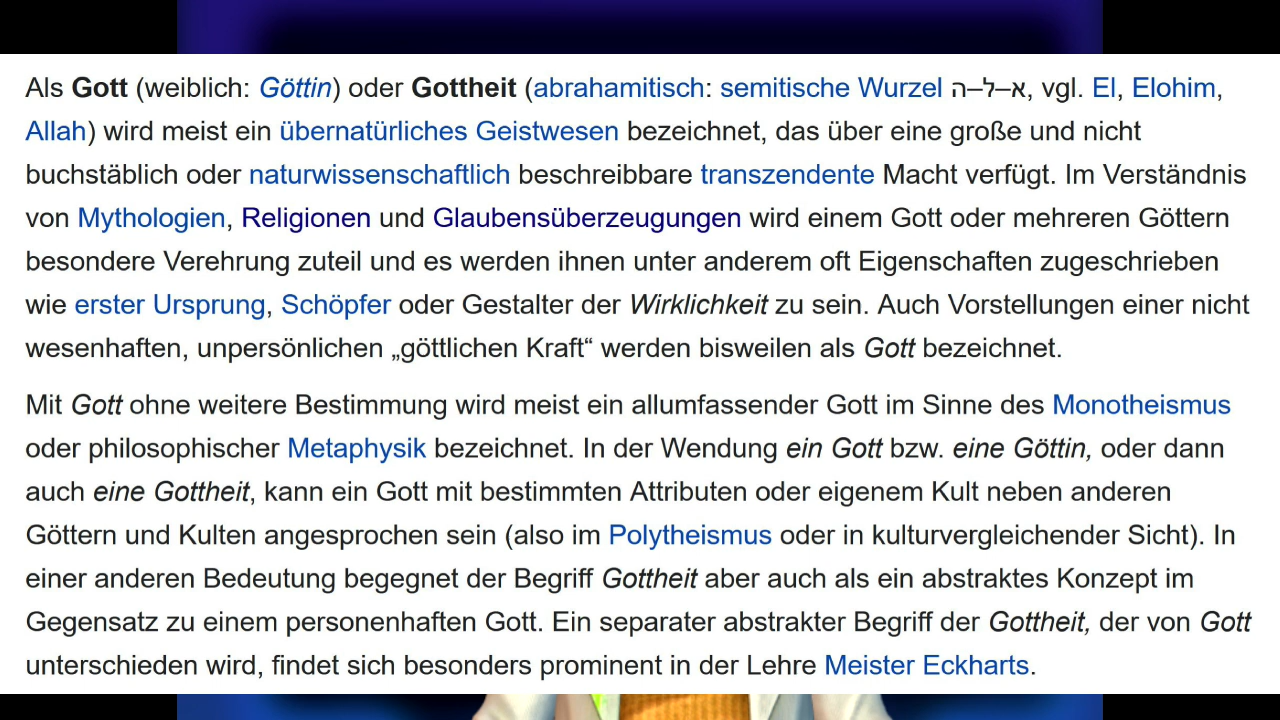 Als Gott (weiblich: Göttin) oder Gottheit (abrahamitisch: semitische Wurzel א–ל–ה, vgl. El, Elohim,
Allah) wird meist ein übernatürliches Geistwesen bezeichnet, das über eine große und nicht
buchstäblich oder naturwissenschaftlich beschreibbare transzendente Macht verfügt. Im Verständnis
von Mythologien, Religionen und Glaubensüberzeugungen wird einem Gott oder mehreren Göttern
besondere Verehrung zuteil und es werden ihnen unter anderem oft Eigenschaften zugeschrieben
wie erster Ursprung, Schöpfer oder Gestalter der Wirklichkeit zu sein. Auch Vorstellungen einer nicht
wesenhaften, unpersönlichen „göttlichen Kraft“ werden bisweilen als Gott bezeichnet.
Mit Gott ohne weitere Bestimmung wird meist ein allumfassender Gott im Sinne des Monotheismus
oder philosophischer Metaphysik bezeichnet. In der Wendung ein Gott bzw. eine Göttin, oder dann
auch eine Gottheit, kann ein Gott mit bestimmten Attributen oder eigenem Kult neben anderen
Göttern und Kulten angesprochen sein (also im Polytheismus oder in kulturvergleichender Sicht). In
einer anderen Bedeutung begegnet der Begriff Gottheit aber auch als ein abstraktes Konzept im
Gegensatz zu einem personenhaften Gott. Ein separater abstrakter Begriff der Gottheit, der von Gott
unterschieden wird, findet sich besonders prominent in der Lehre Meister Eckharts.